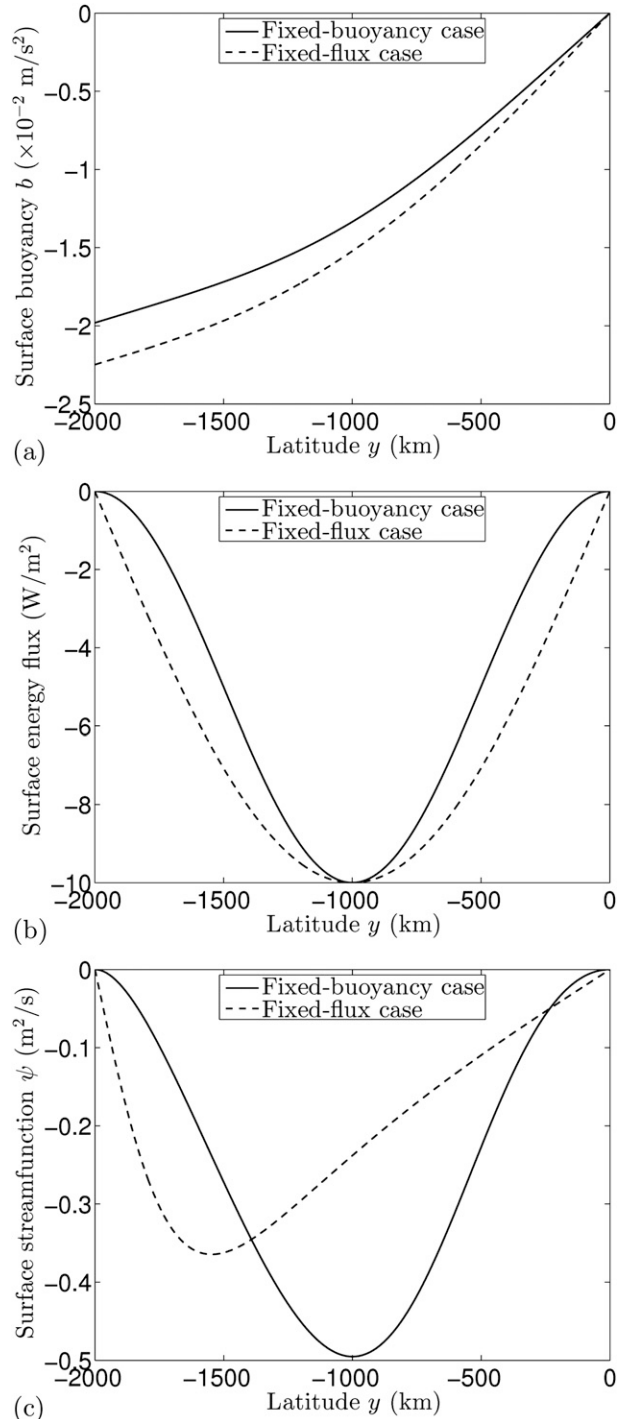 0
−0.5
−1
−1.5
−2
−2.5
Surface buoyancy b (×10⁻² m/s²)
Fixed-buoyancy case
Fixed-flux case
−2000 −1500 −1000 −500 0
Latitude y (km)
(a)
0
−2
−4
−6
−8
−10
Surface energy flux (W/m²)
Fixed-buoyancy case
Fixed-flux case
−2000 −1500 −1000 −500 0
Latitude y (km)
(b)
0
−0.1
−0.2
−0.3
−0.4
−0.5
Surface streamfunction ψ (m²/s)
Fixed-buoyancy case
Fixed-flux case
−2000 −1500 −1000 −500 0
Latitude y (km)
(c)